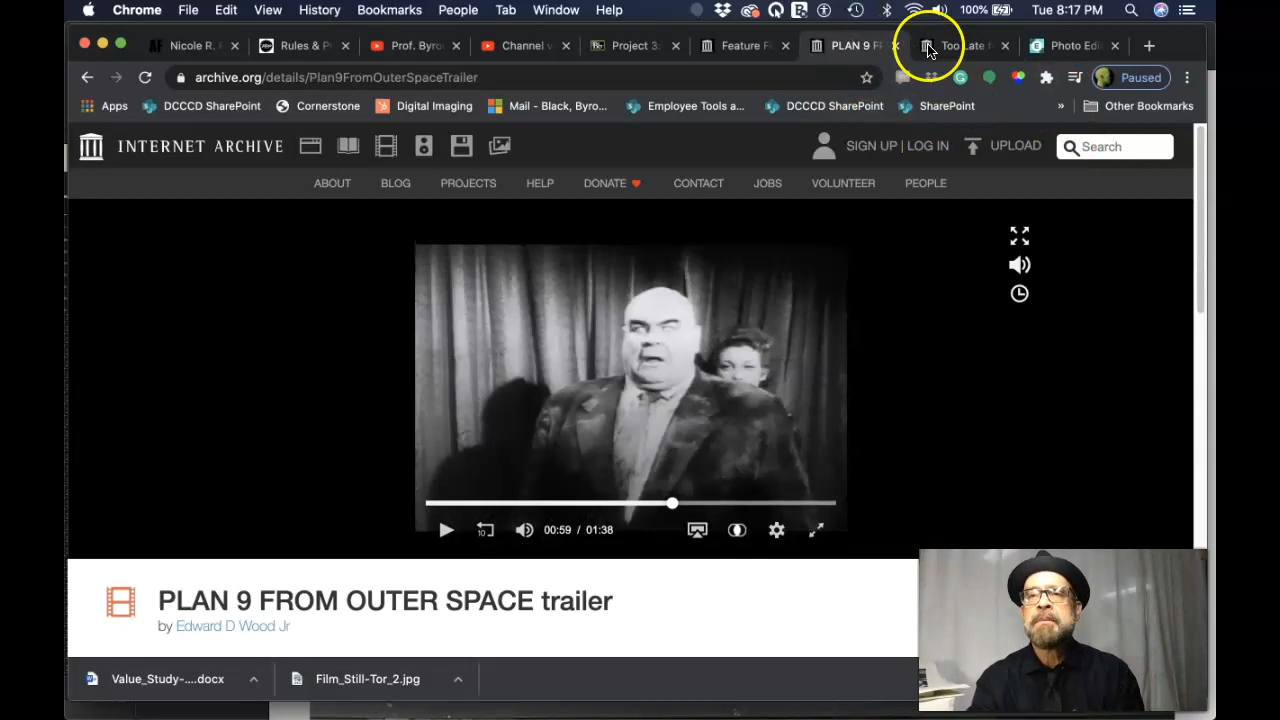 Chrome File Edit View History Bookmarks People Tab Window Help 100% Tue 8:17 PM
Nicole R. F Rules & P Prof. Byro Channel v Project 3: Feature Fi PLAN 9 F Too Late f Photo Edi
archive.org/details/Plan9FromOuterSpaceTrailer Paused
Apps DCCCD SharePoint Cornerstone Digital Imaging Mail - Black, Byro... Employee Tools a... DCCCD SharePoint SharePoint » Other Bookmarks
INTERNET ARCHIVE SIGN UP | LOG IN UPLOAD Search
ABOUT BLOG PROJECTS HELP DONATE CONTACT JOBS VOLUNTEER PEOPLE
10 00:59 / 01:38
PLAN 9 FROM OUTER SPACE trailer
by Edward D Wood Jr
Value_Study-....docx Film_Still-Tor_2.jpg